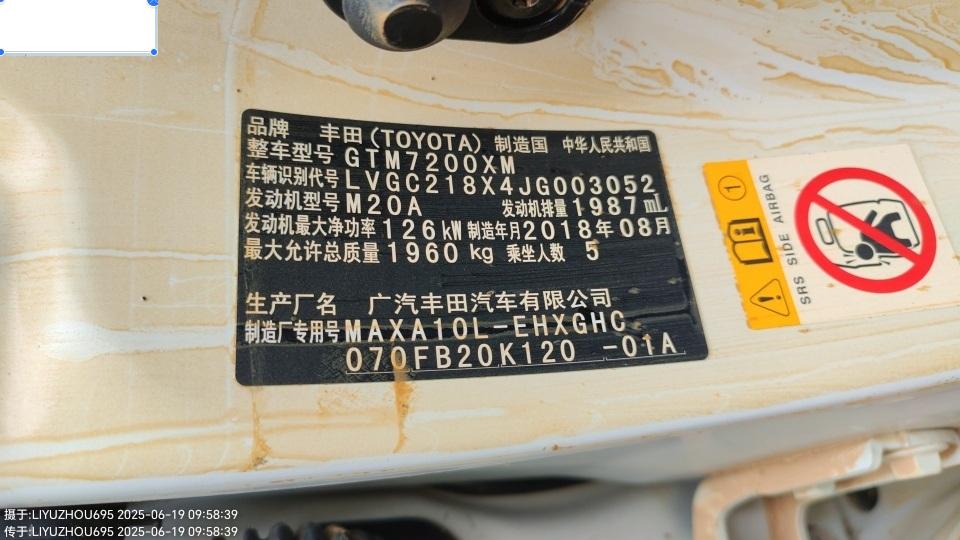 品牌 丰田(TOYOTA) 制造国 中华人民共和国
整车型号 GTM7200XM
车辆识别代号 LVGC218X4JG003052
发动机型号 M20A 发动机排量 1987 mL
发动机最大净功率 126 kW 制造年月 2018年08月
最大允许总质量 1960 kg 乘坐人数 5
生产厂名 广汽丰田汽车有限公司
制造厂专用号 MAXA10L-EHXGHC
070FB20K120 -01A
1
SRS SIDE AIRBAG
摄于:LIYUZHOU695 2025-06-19 09:58:39
传于:LIYUZHOU695 2025-06-19 09:58:39